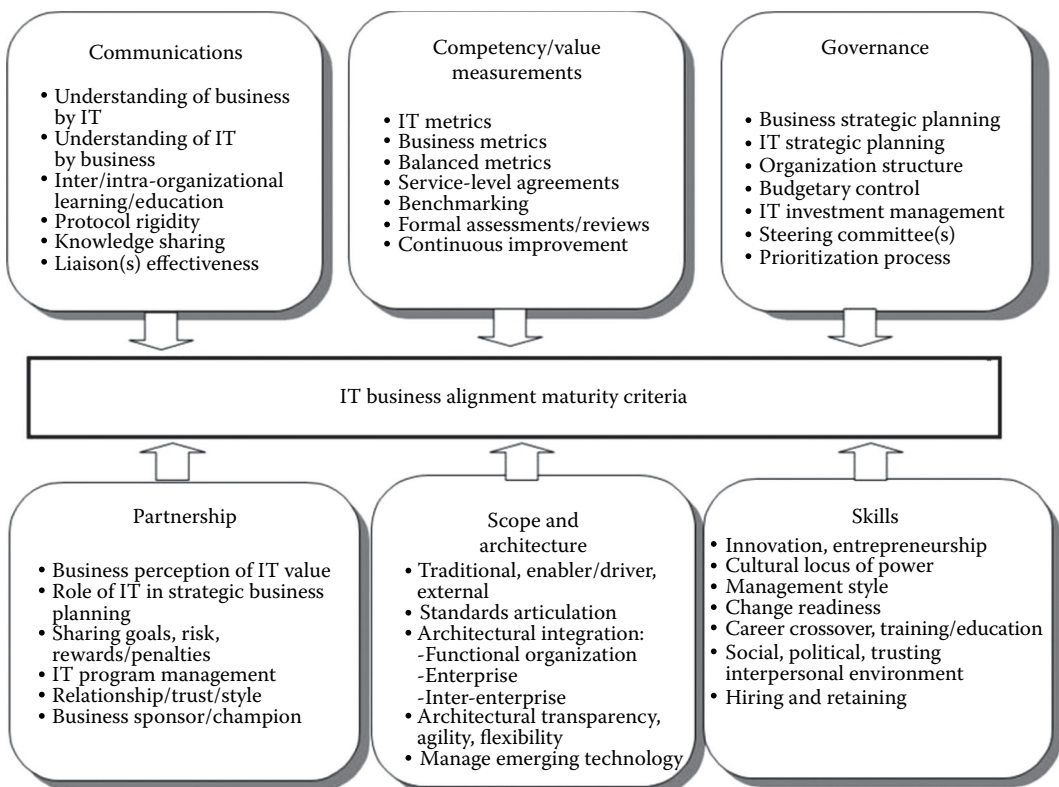 Communications
• Understanding of business
by IT
• Understanding of IT
by business
• Inter/intra-organizational
learning/education
• Protocol rigidity
• Knowledge sharing
• Liaison(s) effectiveness
Competency/value
measurements
• IT metrics
• Business metrics
• Balanced metrics
• Service-level agreements
• Benchmarking
• Formal assessments/reviews
• Continuous improvement
Governance
• Business strategic planning
• IT strategic planning
• Organization structure
• Budgetary control
• IT investment management
• Steering committee(s)
• Prioritization process
IT business alignment maturity criteria
Partnership
• Business perception of IT value
• Role of IT in strategic business
planning
• Sharing goals, risk,
rewards/penalties
• IT program management
• Relationship/trust/style
• Business sponsor/champion
Scope and
architecture
• Traditional, enabler/driver,
external
• Standards articulation
• Architectural integration:
-Functional organization
-Enterprise
-Inter-enterprise
• Architectural transparency,
agility, flexibility
• Manage emerging technology
Skills
• Innovation, entrepreneurship
• Cultural locus of power
• Management style
• Change readiness
• Career crossover, training/education
• Social, political, trusting
interpersonal environment
• Hiring and retaining